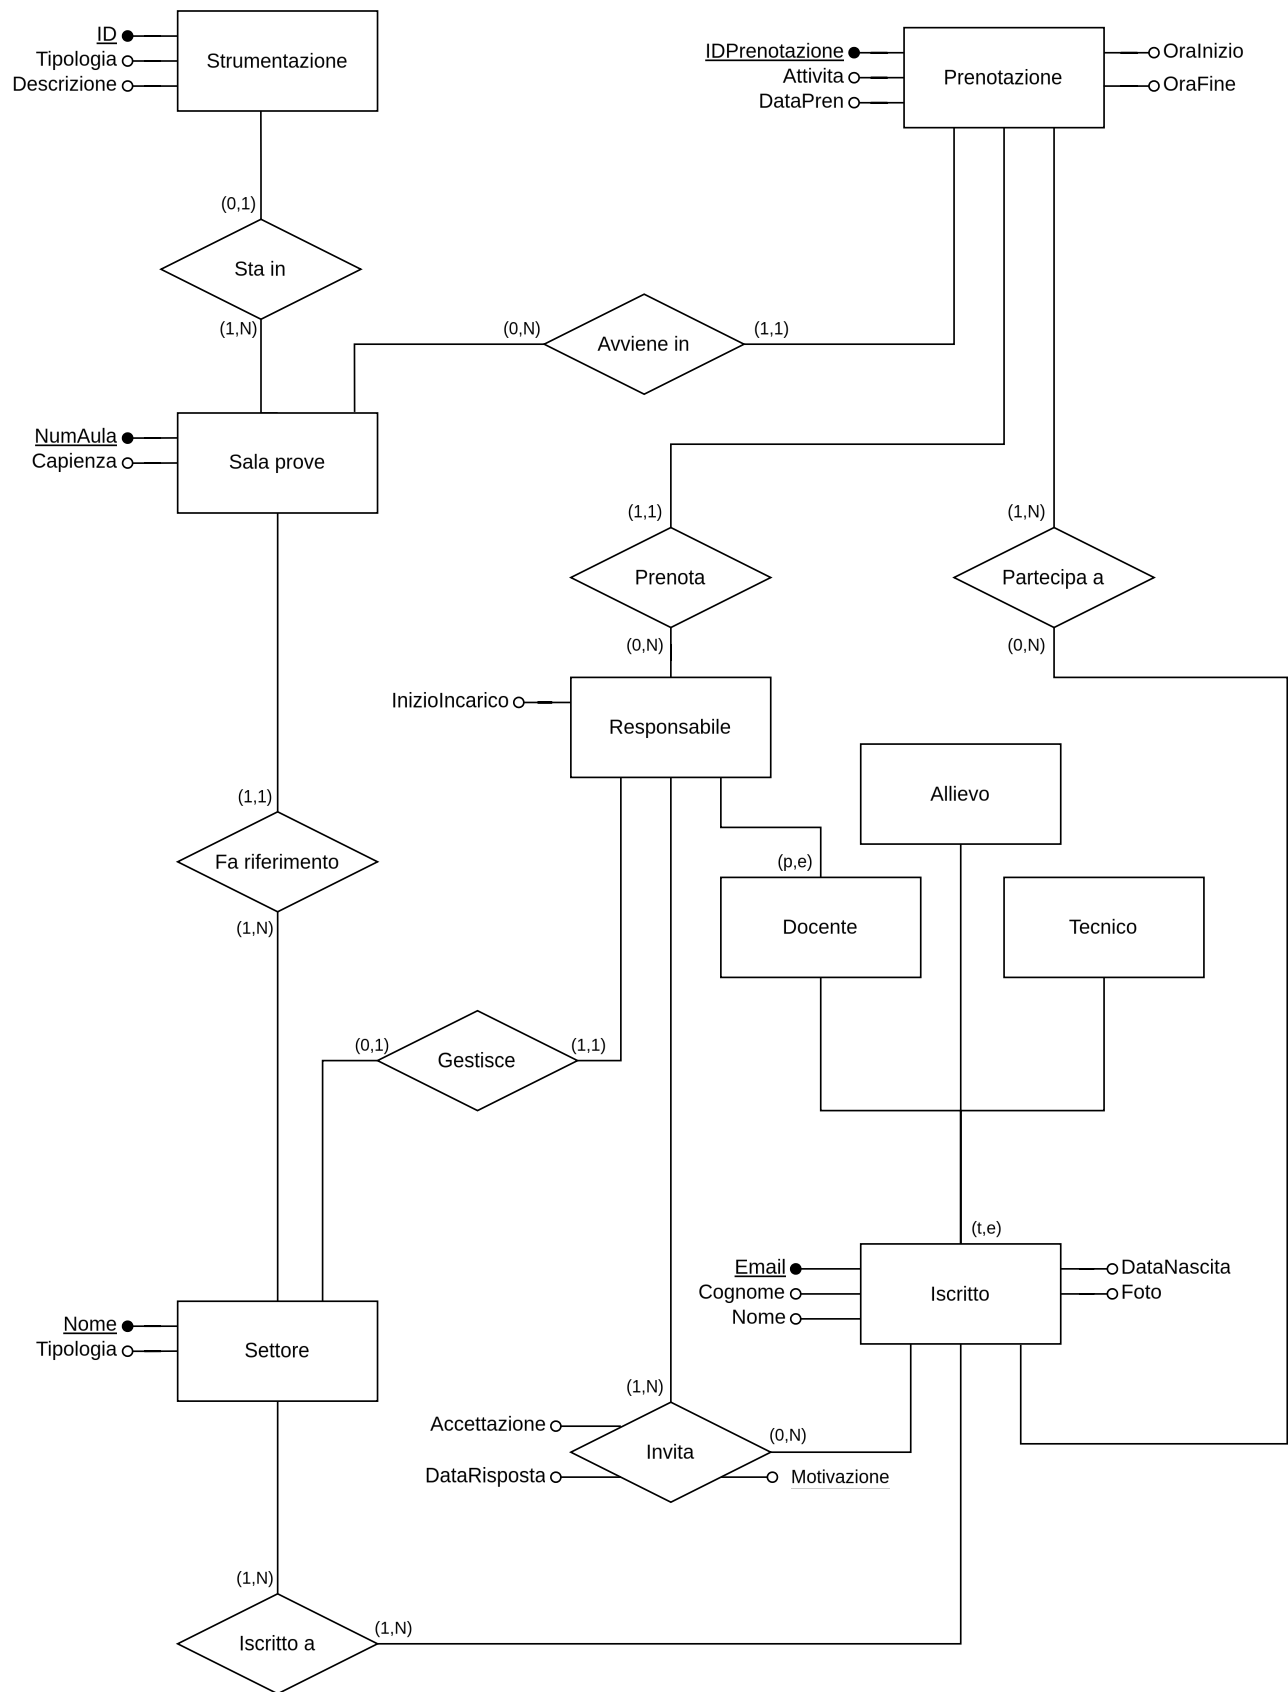 ID
Tipologia
Descrizione
Strumentazione
IDPrenotazione
Attivita
DataPren
Prenotazione
OraInizio
OraFine
(0,1)
Sta in
(1,N)
(0,N)
Avviene in
(1,1)
NumAula
Capienza
Sala prove
(1,1)
Prenota
(0,N)
(1,N)
Partecipa a
(0,N)
InizioIncarico
Responsabile
Allievo
(1,1)
Fa riferimento
(1,N)
(p,e)
Docente
Tecnico
(0,1)
Gestisce
(1,1)
(t,e)
Email
Cognome
Nome
Iscritto
DataNascita
Foto
Nome
Tipologia
Settore
(1,N)
Accettazione
DataRisposta
Invita
(0,N)
Motivazione
(1,N)
Iscritto a
(1,N)